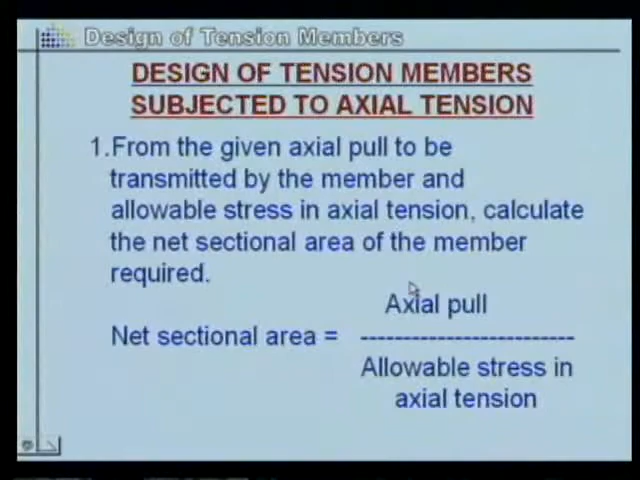 Design of Tension Members
DESIGN OF TENSION MEMBERS
SUBJECTED TO AXIAL TENSION
1.From the given axial pull to be
transmitted by the member and
allowable stress in axial tension, calculate
the net sectional area of the member
required.
Axial pull
Net sectional area = -------------------------
Allowable stress in
axial tension